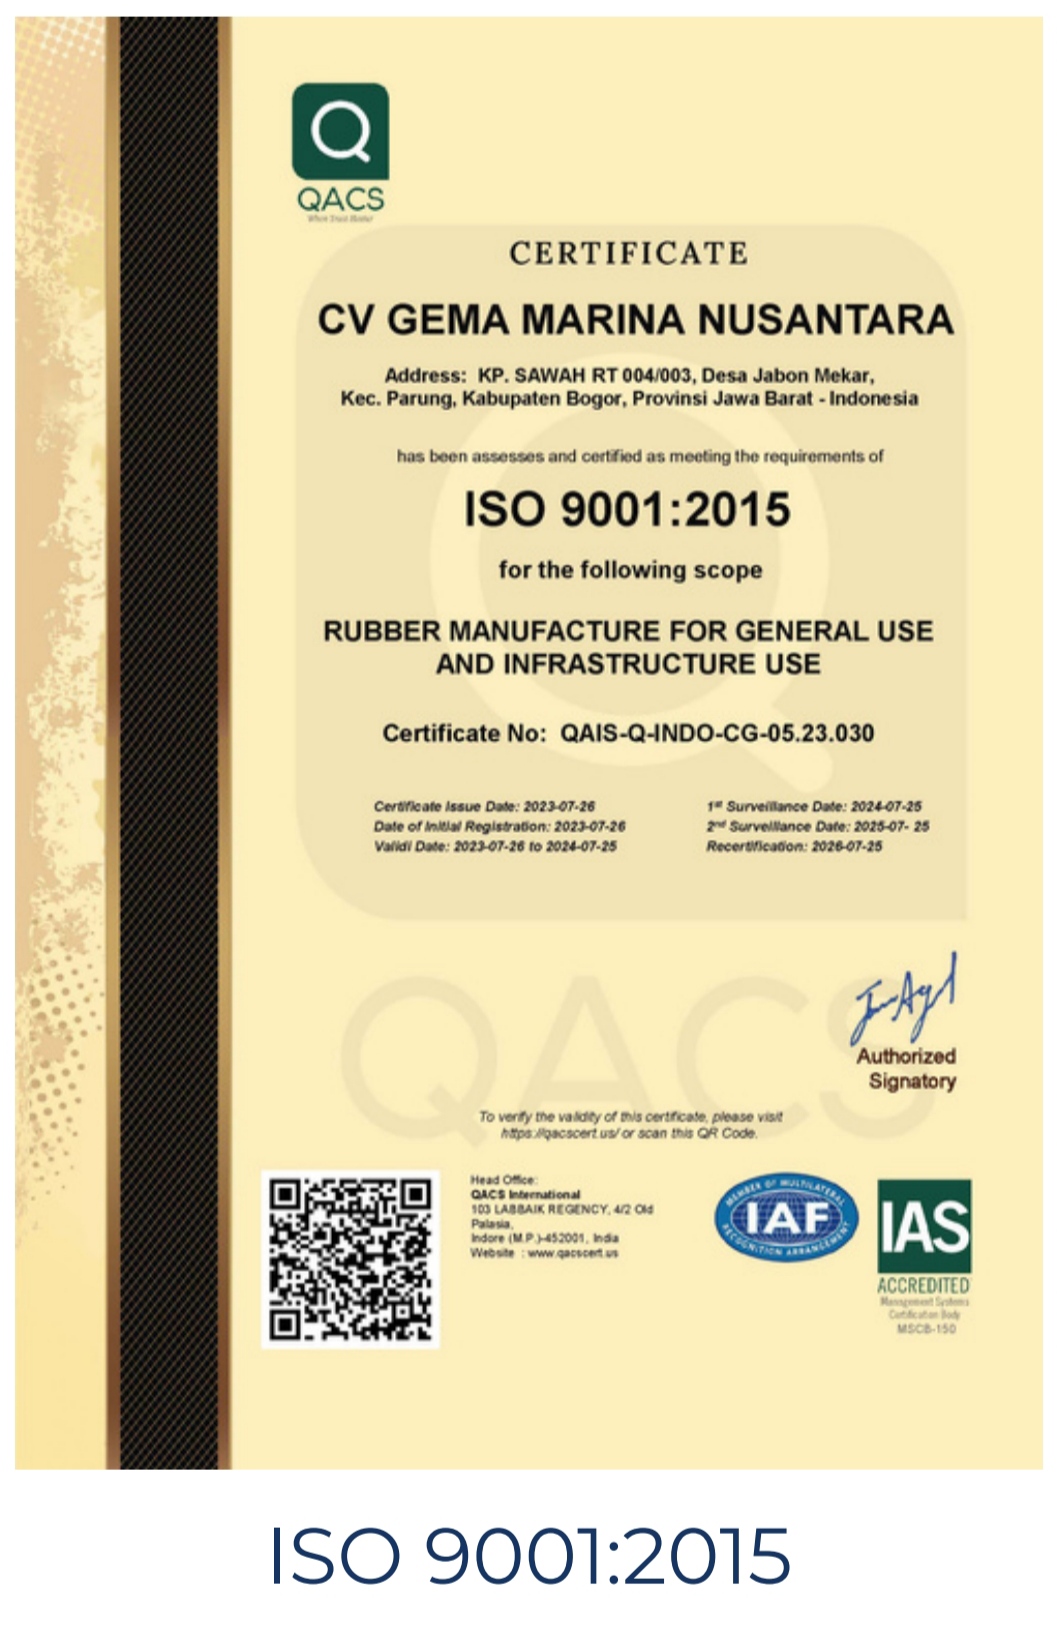 QACS
When Trust Matter
CERTIFICATE
CV GEMA MARINA NUSANTARA
Address: KP. SAWAH RT 004/003, Desa Jabon Mekar,
Kec. Parung, Kabupaten Bogor, Provinsi Jawa Barat - Indonesia
has been assesses and certified as meeting the requirements of
ISO 9001:2015
for the following scope
RUBBER MANUFACTURE FOR GENERAL USE
AND INFRASTRUCTURE USE
Certificate No: QAIS-Q-INDO-CG-05.23.030
Certificate Issue Date: 2023-07-26
Date of Initial Registration: 2023-07-26
Validi Date: 2023-07-26 to 2024-07-25
1st Surveillance Date: 2024-07-25
2nd Surveillance Date: 2025-07- 25
Recertification: 2026-07-25
QACS
Authorized
Signatory
To verify the validity of this certificate, please visit
https://qacscert.us/ or scan this QR Code.
Head Office:
QACS International
103 LABBAIK REGENCY, 4/2 Old
Palasia,
Indore (M.P.)-452001, India
Website : www.qacscert.us
MEMBER OF MULTILATERAL
IAF
RECOGNITION ARRANGEMENT
IAS
ACCREDITED
Management Systems
Certification Body
MSCB-150
ISO 9001:2015